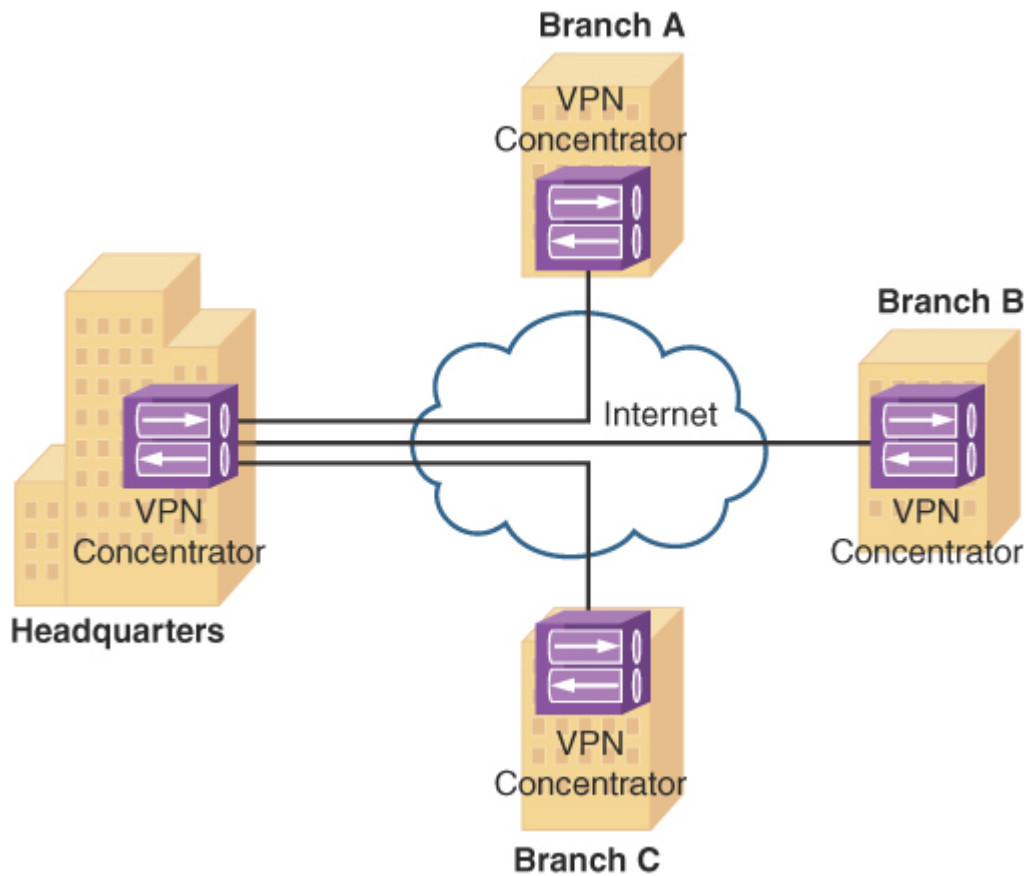 Branch A
VPN
Concentrator
Branch B
Internet
VPN
Concentrator
VPN
Concentrator
Headquarters
VPN
Concentrator
Branch C